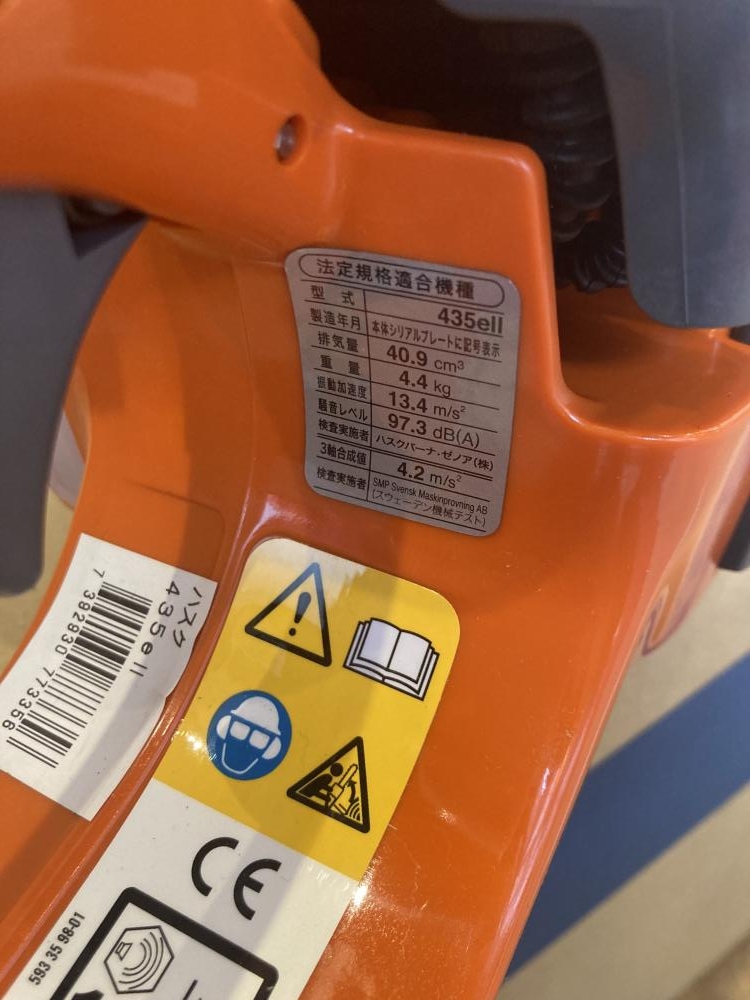 法定規格適合機種
型 式 435ell
製造年月 本体シリアルプレートに記号表示
排気量 40.9 cm³
重 量 4.4 kg
振動加速度 13.4 m/s²
騒音レベル 97.3 dB(A)
検査実施者 ハスクバーナ・ゼノア(株)
3軸合成値 4.2 m/s²
検査実施者 SMP Svensk Maskinprovning AB
(スウェーデン機械テスト)
ハスク
435ell
7 392930 773356
CE
593 35 98-01